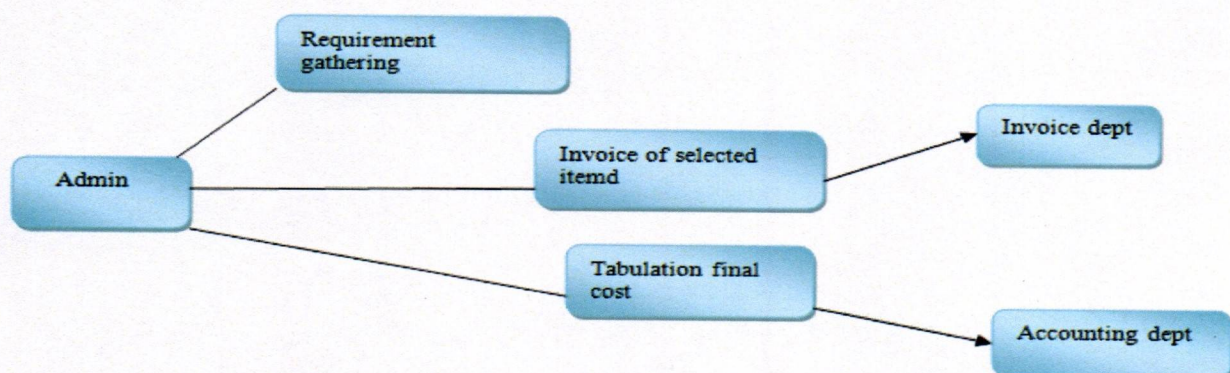 Requirement
gathering
Admin
Invoice of selected
itemd
Invoice dept
Tabulation final
cost
Accounting dept